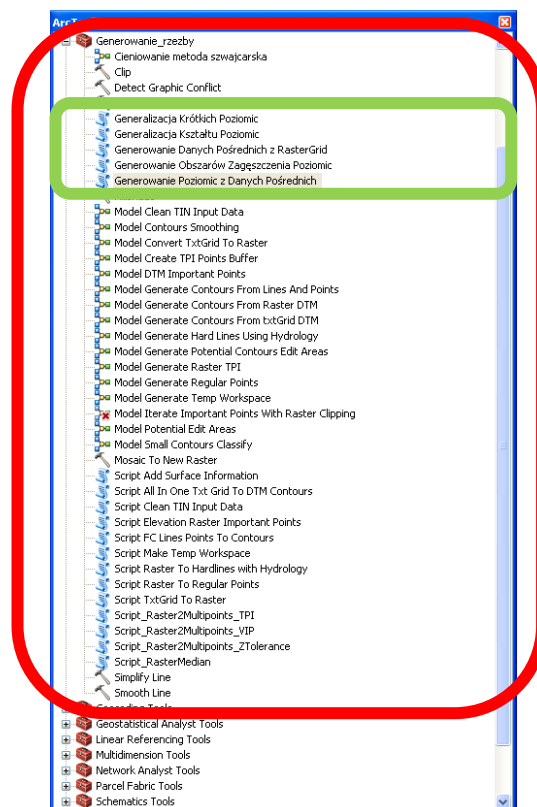 Generowanie_rzezby
Cieniowanie metoda szwajcarska
Clip
Detect Graphic Conflict
Generalizacja Krótkich Poziomic
Generalizacja Kształtu Poziomic
Generowanie Danych Pośrednich z RasterGrid
Generowanie Obszarów Zagęszczenia Poziomic
Generowanie Poziomic z Danych Pośrednich
Model Clean TIN Input Data
Model Contours Smoothing
Model Convert TxtGrid To Raster
Model Create TPI Points Buffer
Model DTM Important Points
Model Generate Contours From Lines And Points
Model Generate Contours From Raster DTM
Model Generate Contours From txtGrid DTM
Model Generate Hard Lines Using Hydrology
Model Generate Potential Contours Edit Areas
Model Generate Raster TPI
Model Generate Regular Points
Model Generate Temp Workspace
Model Iterate Important Points With Raster Clipping
Model Potential Edit Areas
Model Small Contours Classify
Mosaic To New Raster
Script Add Surface Information
Script All In One Txt Grid To DTM Contours
Script Clean TIN Input Data
Script Elevation Raster Important Points
Script FC Lines Points To Contours
Script Make Temp Workspace
Script Raster To Hardlines with Hydrology
Script Raster To Regular Points
Script TxtGrid To Raster
Script_Raster2Multipoints_TPI
Script_Raster2Multipoints_VIP
Script_Raster2Multipoints_ZTolerance
Script_RasterMedian
Simplify Line
Smooth Line
Geocoding Tools
Geostatistical Analyst Tools
Linear Referencing Tools
Multidimension Tools
Network Analyst Tools
Parcel Fabric Tools
Schematics Tools